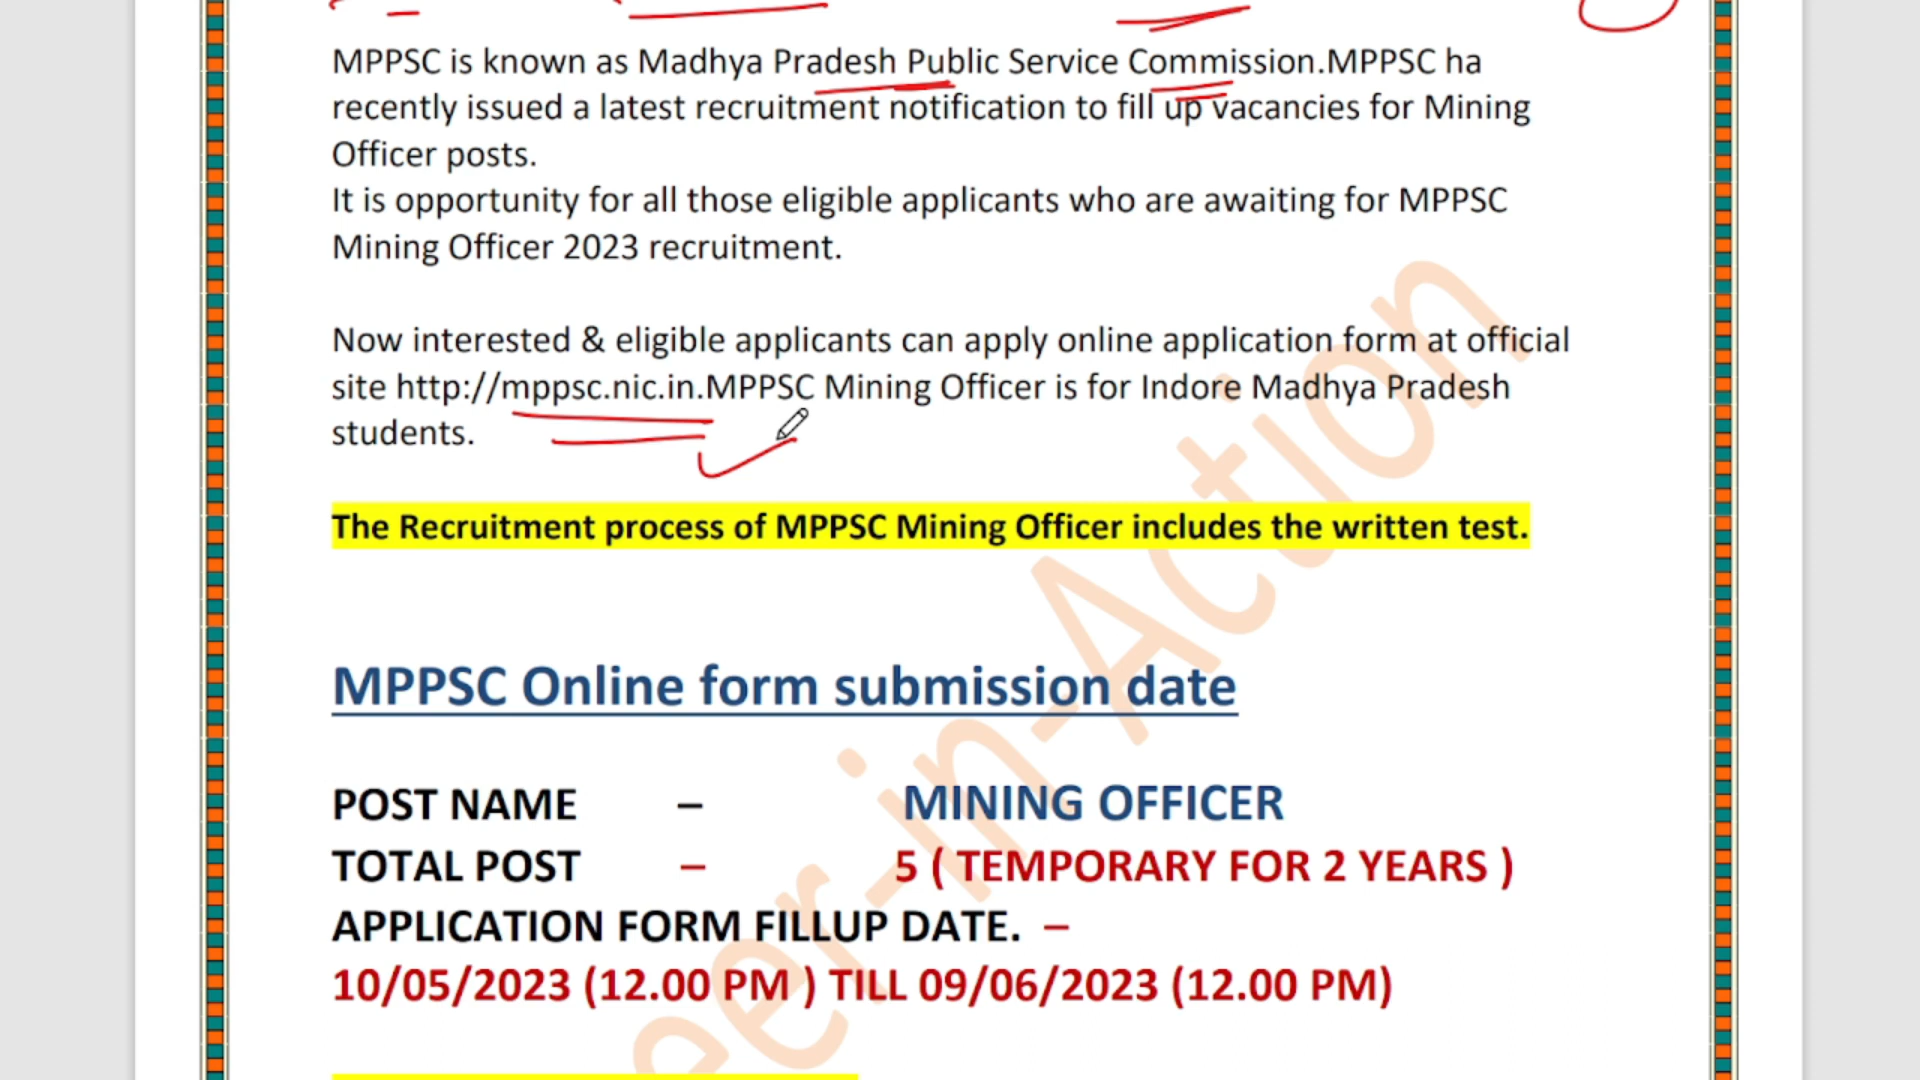 MPPSC is known as Madhya Pradesh Public Service Commission.MPPSC ha
recently issued a latest recruitment notification to fill up vacancies for Mining
Officer posts.
It is opportunity for all those eligible applicants who are awaiting for MPPSC
Mining Officer 2023 recruitment.
Now interested & eligible applicants can apply online application form at official
site http://mppsc.nic.in.MPPSC Mining Officer is for Indore Madhya Pradesh
students.
The Recruitment process of MPPSC Mining Officer includes the written test.
MPPSC Online form submission date
POST NAME – MINING OFFICER
TOTAL POST – 5 ( TEMPORARY FOR 2 YEARS )
APPLICATION FORM FILLUP DATE. –
10/05/2023 (12.00 PM ) TILL 09/06/2023 (12.00 PM)
eer-in-Action